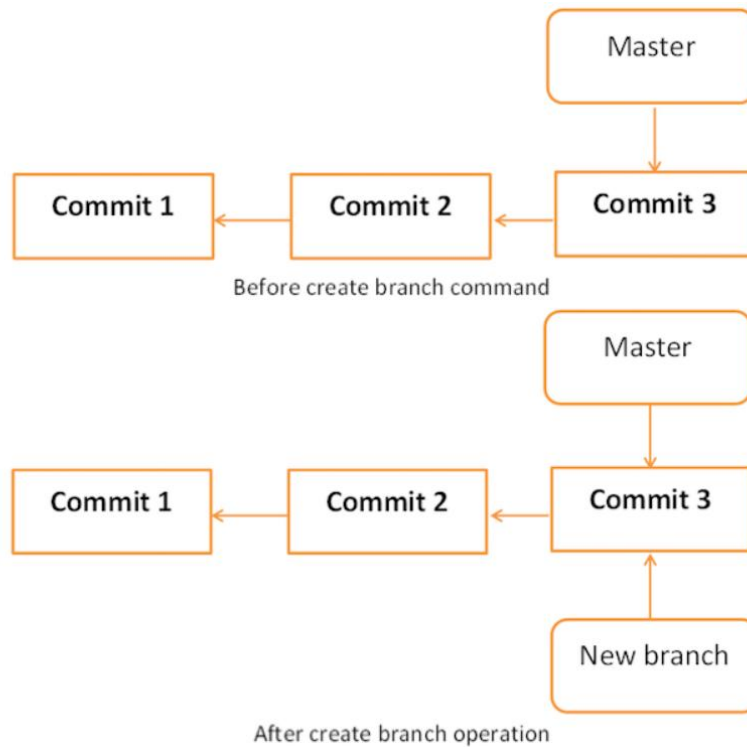 Master
Commit 1
Commit 2
Commit 3
Before create branch command
Master
Commit 1
Commit 2
Commit 3
New branch
After create branch operation